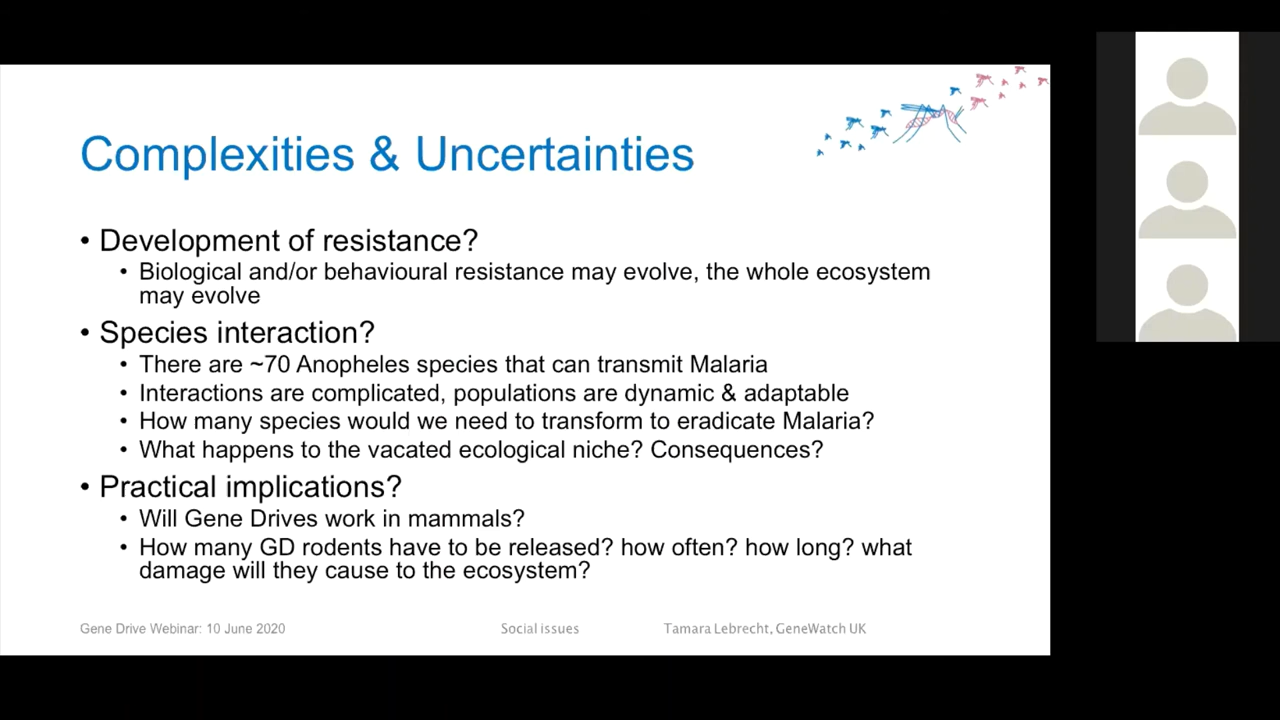 Complexities & Uncertainties
• Development of resistance?
• Biological and/or behavioural resistance may evolve, the whole ecosystem
may evolve
• Species interaction?
• There are ~70 Anopheles species that can transmit Malaria
• Interactions are complicated, populations are dynamic & adaptable
• How many species would we need to transform to eradicate Malaria?
• What happens to the vacated ecological niche? Consequences?
• Practical implications?
• Will Gene Drives work in mammals?
• How many GD rodents have to be released? how often? how long? what
damage will they cause to the ecosystem?
Gene Drive Webinar: 10 June 2020 Social issues Tamara Lebrecht, GeneWatch UK